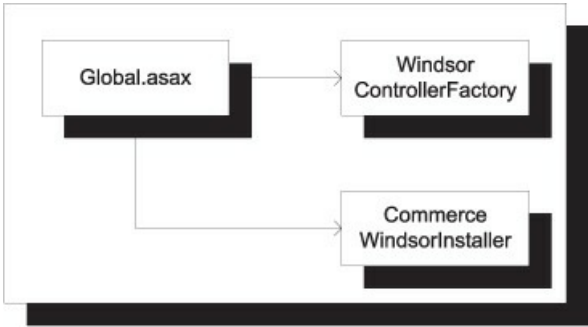 Global.asax
Windsor
ControllerFactory
Commerce
WindsorInstaller